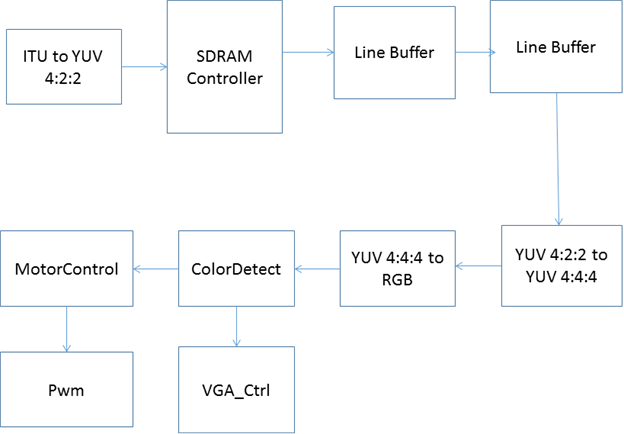 ITU to YUV
4:2:2
SDRAM
Controller
Line Buffer
Line Buffer
YUV 4:2:2 to
YUV 4:4:4
YUV 4:4:4 to
RGB
ColorDetect
MotorControl
Pwm
VGA_Ctrl